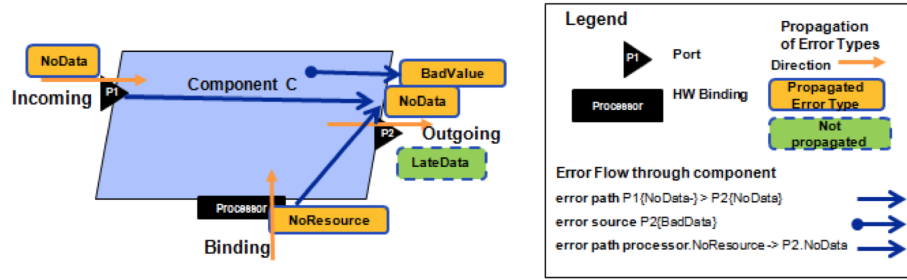 NoData
Incoming
P1
Component C
BadValue
NoData
P2
Outgoing
LateData
Processor
NoResource
Binding
Legend
P1
Port
Processor
HW Binding
Propagation
of Error Types
Direction
Propagated
Error Type
Not
propagated
Error Flow through component
error path P1{NoData-} > P2{NoData}
error source P2{BadData}
error path processor.NoResource -> P2.NoData